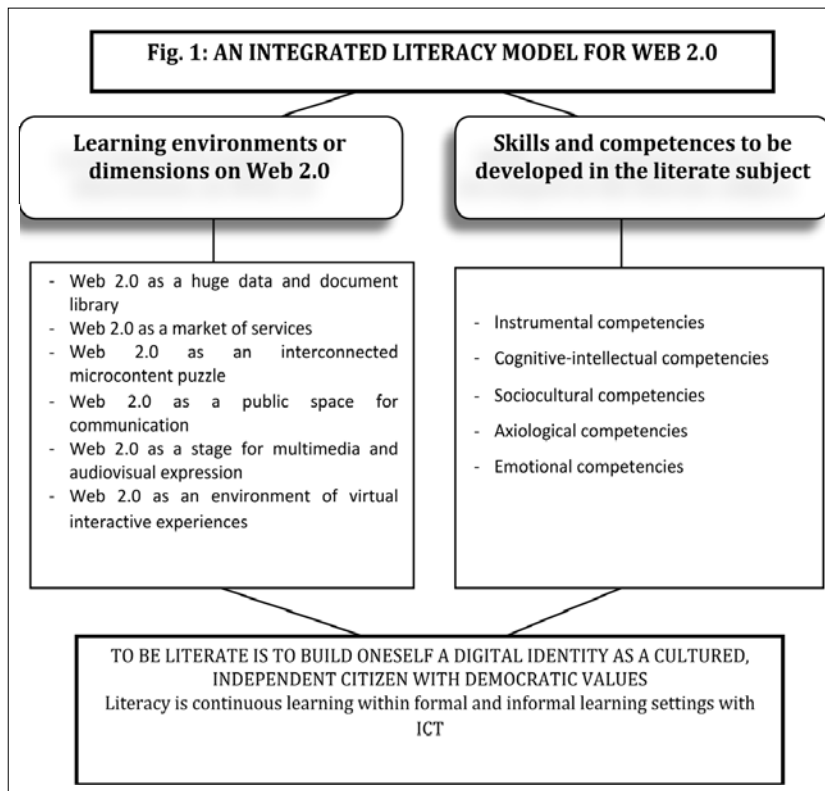 Fig. 1: AN INTEGRATED LITERACY MODEL FOR WEB 2.0
Learning environments or
dimensions on Web 2.0
Skills and competences to be
developed in the literate subject
- Web 2.0 as a huge data and document
library
- Web 2.0 as a market of services
- Web 2.0 as an interconnected
microcontent puzzle
- Web 2.0 as a public space for
communication
- Web 2.0 as a stage for multimedia and
audiovisual expression
- Web 2.0 as an environment of virtual
interactive experiences
- Instrumental competencies
- Cognitive-intellectual competencies
- Sociocultural competencies
- Axiological competencies
- Emotional competencies
TO BE LITERATE IS TO BUILD ONESELF A DIGITAL IDENTITY AS A CULTURED,
INDEPENDENT CITIZEN WITH DEMOCRATIC VALUES
Literacy is continuous learning within formal and informal learning settings with
ICT